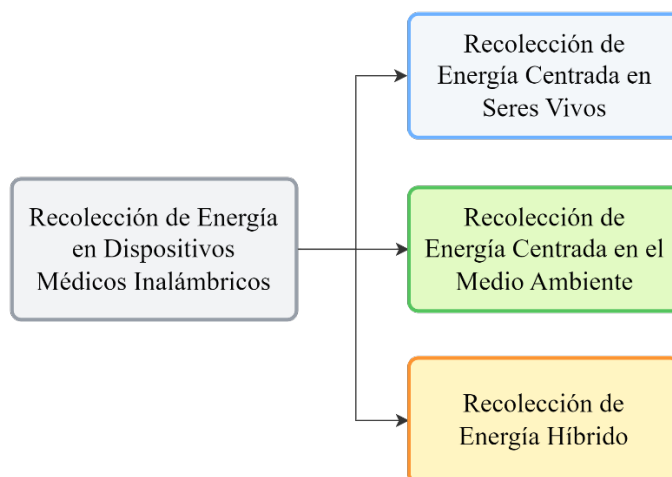 Recolección de Energía
en Dispositivos
Médicos Inalámbricos
Recolección de
Energía Centrada en
Seres Vivos
Recolección de
Energía Centrada en el
Medio Ambiente
Recolección de
Energía Híbrido